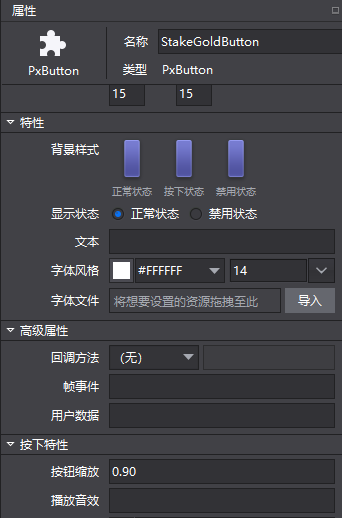 属性
名称 StakeGoldButton
PxButton 类型 PxButton
15 15
特性
背景样式
正常状态 按下状态 禁用状态
显示状态 正常状态 禁用状态
文本
字体风格 #FFFFFF 14
字体文件 将想要设置的资源拖拽至此 导入
高级属性
回调方法 (无)
帧事件
用户数据
按下特性
按钮缩放 0.90
播放音效